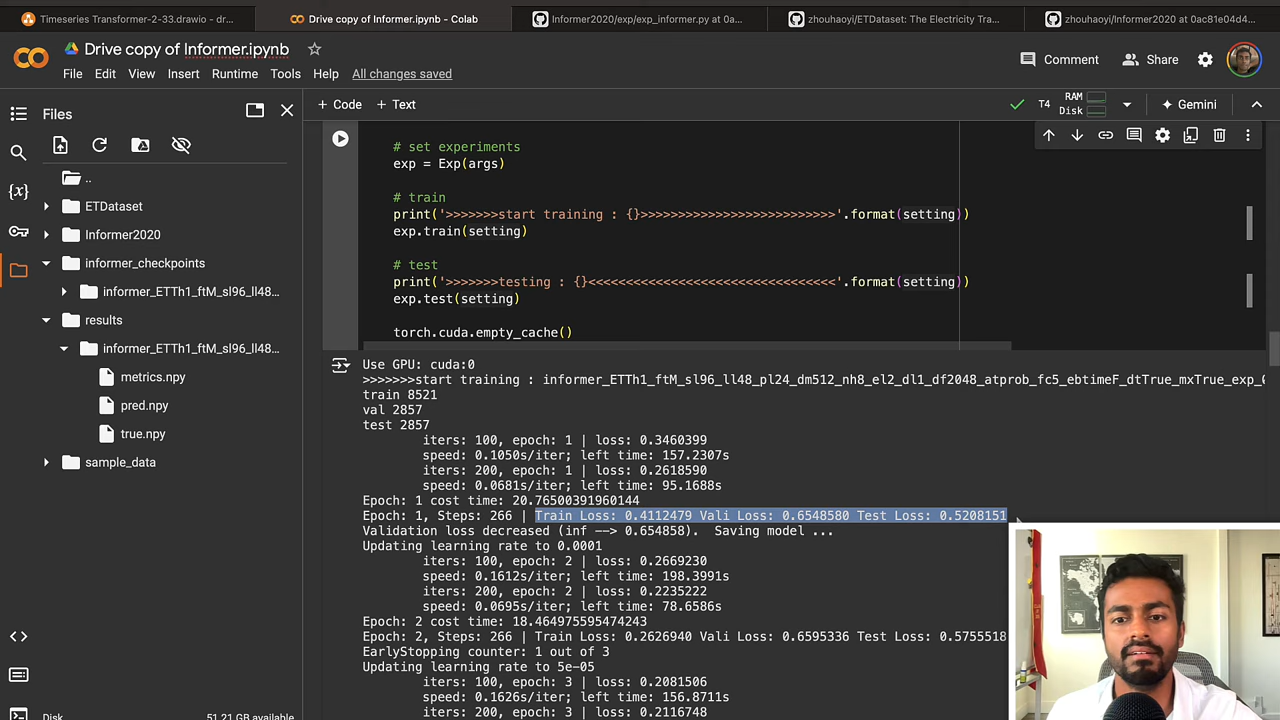 Timeseries Transformer-2-33.drawio - dr...
Drive copy of Informer.ipynb - Colab
Informer2020/exp/exp_informer.py at 0a...
zhouhaoyi/ETDataset: The Electricity Tra...
zhouhaoyi/Informer2020 at 0ac81e04d4...
Drive copy of Informer.ipynb
File Edit View Insert Runtime Tools Help All changes saved
Comment Share
Files
+ Code + Text
T4 RAM Disk
Gemini
..
ETDataset
Informer2020
informer_checkpoints
informer_ETTh1_ftM_sl96_ll48...
results
informer_ETTh1_ftM_sl96_ll48...
metrics.npy
pred.npy
true.npy
sample_data
Disk 51.21 GB available
# set experiments
exp = Exp(args)
# train
print('>>>>>>>start training : {}>>>>>>>>>>>>>>>>>>>>>>>>>>'.format(setting))
exp.train(setting)
# test
print('>>>>>>>testing : {}<<<<<<<<<<<<<<<<<<<<<<<<<<<<<<<<<'.format(setting))
exp.test(setting)
torch.cuda.empty_cache()
Use GPU: cuda:0
>>>>>>>start training : informer_ETTh1_ftM_sl96_ll48_pl24_dm512_nh8_el2_dl1_df2048_atprob_fc5_ebtimeF_dtTrue_mxTrue_exp_0
train 8521
val 2857
test 2857
iters: 100, epoch: 1 | loss: 0.3460399
speed: 0.1050s/iter; left time: 157.2307s
iters: 200, epoch: 1 | loss: 0.2618590
speed: 0.0681s/iter; left time: 95.1688s
Epoch: 1 cost time: 20.76500391960144
Epoch: 1, Steps: 266 | Train Loss: 0.4112479 Vali Loss: 0.6548580 Test Loss: 0.5208151
Validation loss decreased (inf --> 0.654858). Saving model ...
Updating learning rate to 0.0001
iters: 100, epoch: 2 | loss: 0.2669230
speed: 0.1612s/iter; left time: 198.3991s
iters: 200, epoch: 2 | loss: 0.2235222
speed: 0.0695s/iter; left time: 78.6586s
Epoch: 2 cost time: 18.464975595474243
Epoch: 2, Steps: 266 | Train Loss: 0.2626940 Vali Loss: 0.6595336 Test Loss: 0.5755518
EarlyStopping counter: 1 out of 3
Updating learning rate to 5e-05
iters: 100, epoch: 3 | loss: 0.2081506
speed: 0.1626s/iter; left time: 156.8711s
iters: 200, epoch: 3 | loss: 0.2116748